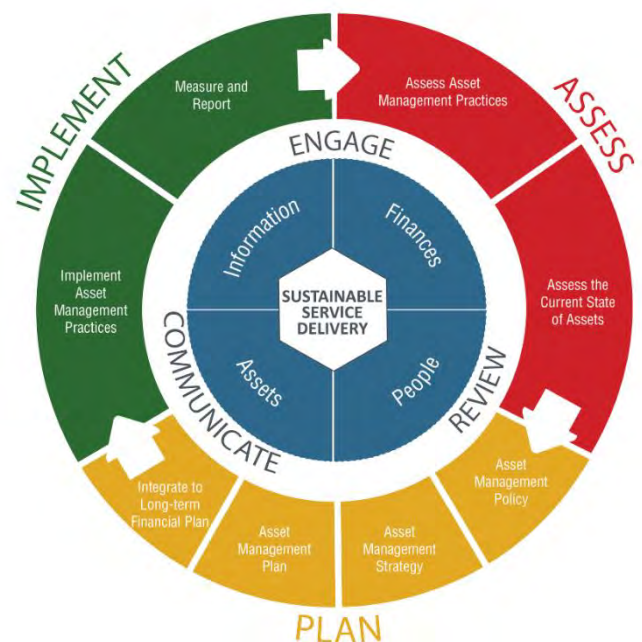 IMPLEMENT
Measure and
Report
Implement
Asset
Management
Practices
ASSESS
Assess Asset
Management Practices
Assess the
Current State
of Assets
PLAN
Asset
Management
Policy
Asset
Management
Strategy
Asset
Management
Plan
Integrate to
Long-term
Financial Plan
ENGAGE
REVIEW
COMMUNICATE
Information
Finances
People
Assets
SUSTAINABLE
SERVICE
DELIVERY